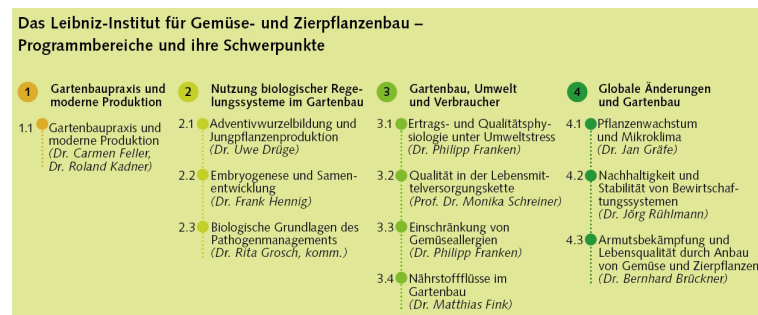 Das Leibniz-Institut für Gemüse- und Zierpflanzenbau –
Programmbereiche und ihre Schwerpunkte
1 Gartenbaupraxis und
moderne Produktion
1.1 Gartenbaupraxis und
moderne Produktion
(Dr. Carmen Feller,
Dr. Roland Kadner)
2 Nutzung biologischer Rege-
lungssysteme im Gartenbau
2.1 Adventivwurzelbildung und
Jungpflanzenproduktion
(Dr. Uwe Drüge)
2.2 Embryogenese und Samen-
entwicklung
(Dr. Frank Hennig)
2.3 Biologische Grundlagen des
Pathogenmanagements
(Dr. Rita Grosch, komm.)
3 Gartenbau, Umwelt
und Verbraucher
3.1 Ertrags- und Qualitätsphy-
siologie unter Umweltstress
(Dr. Philipp Franken)
3.2 Qualität in der Lebensmit-
telversorgungskette
(Prof. Dr. Monika Schreiner)
3.3 Einschränkung von
Gemüseallergien
(Dr. Philipp Franken)
3.4 Nährstoffflüsse im
Gartenbau
(Dr. Matthias Fink)
4 Globale Änderungen
und Gartenbau
4.1 Pflanzenwachstum
und Mikroklima
(Dr. Jan Gräfe)
4.2 Nachhaltigkeit und
Stabilität von Bewirtschaf-
tungssystemen
(Dr. Jörg Rühlmann)
4.3 Armutsbekämpfung und
Lebensqualität durch Anbau
von Gemüse und Zierpflanzen
(Dr. Bernhard Brückner)